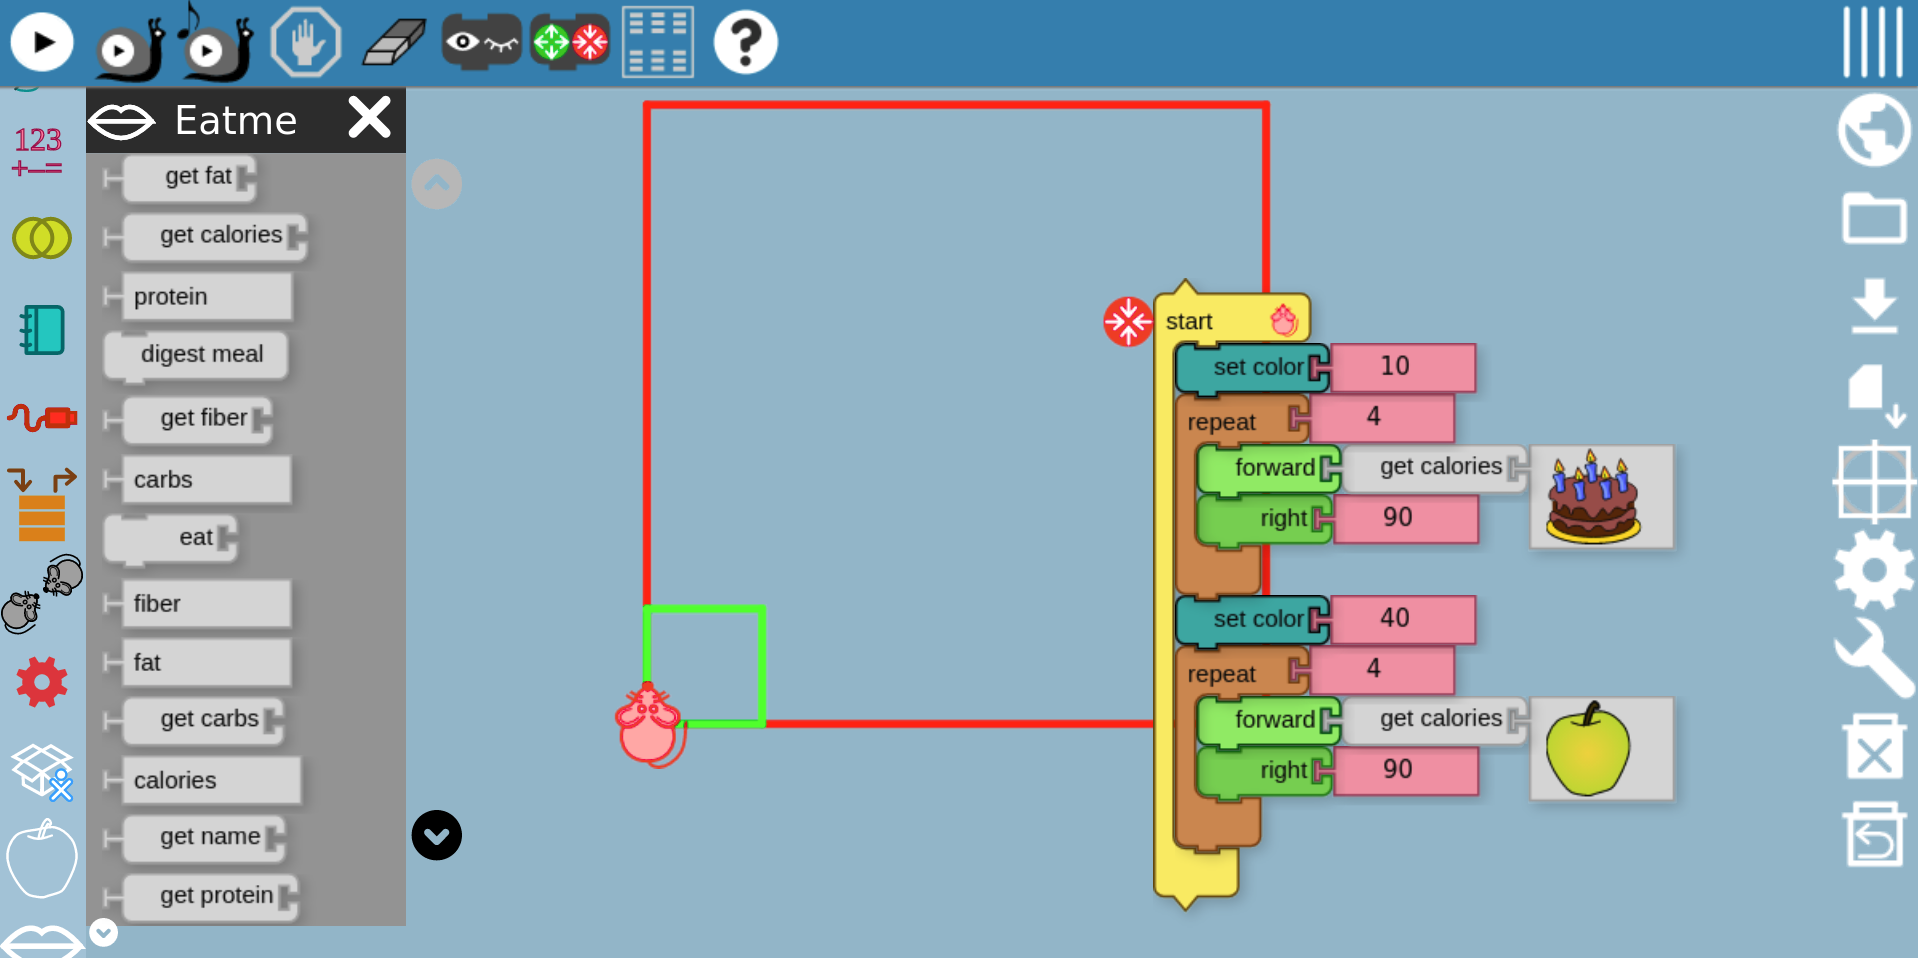 ?
123
+-=
Eatme
get fat
get calories
protein
digest meal
get fiber
carbs
eat
fiber
fat
get carbs
calories
get name
get protein
start
set color 10
repeat 4
forward get calories
right 90
set color 40
repeat 4
forward get calories
right 90